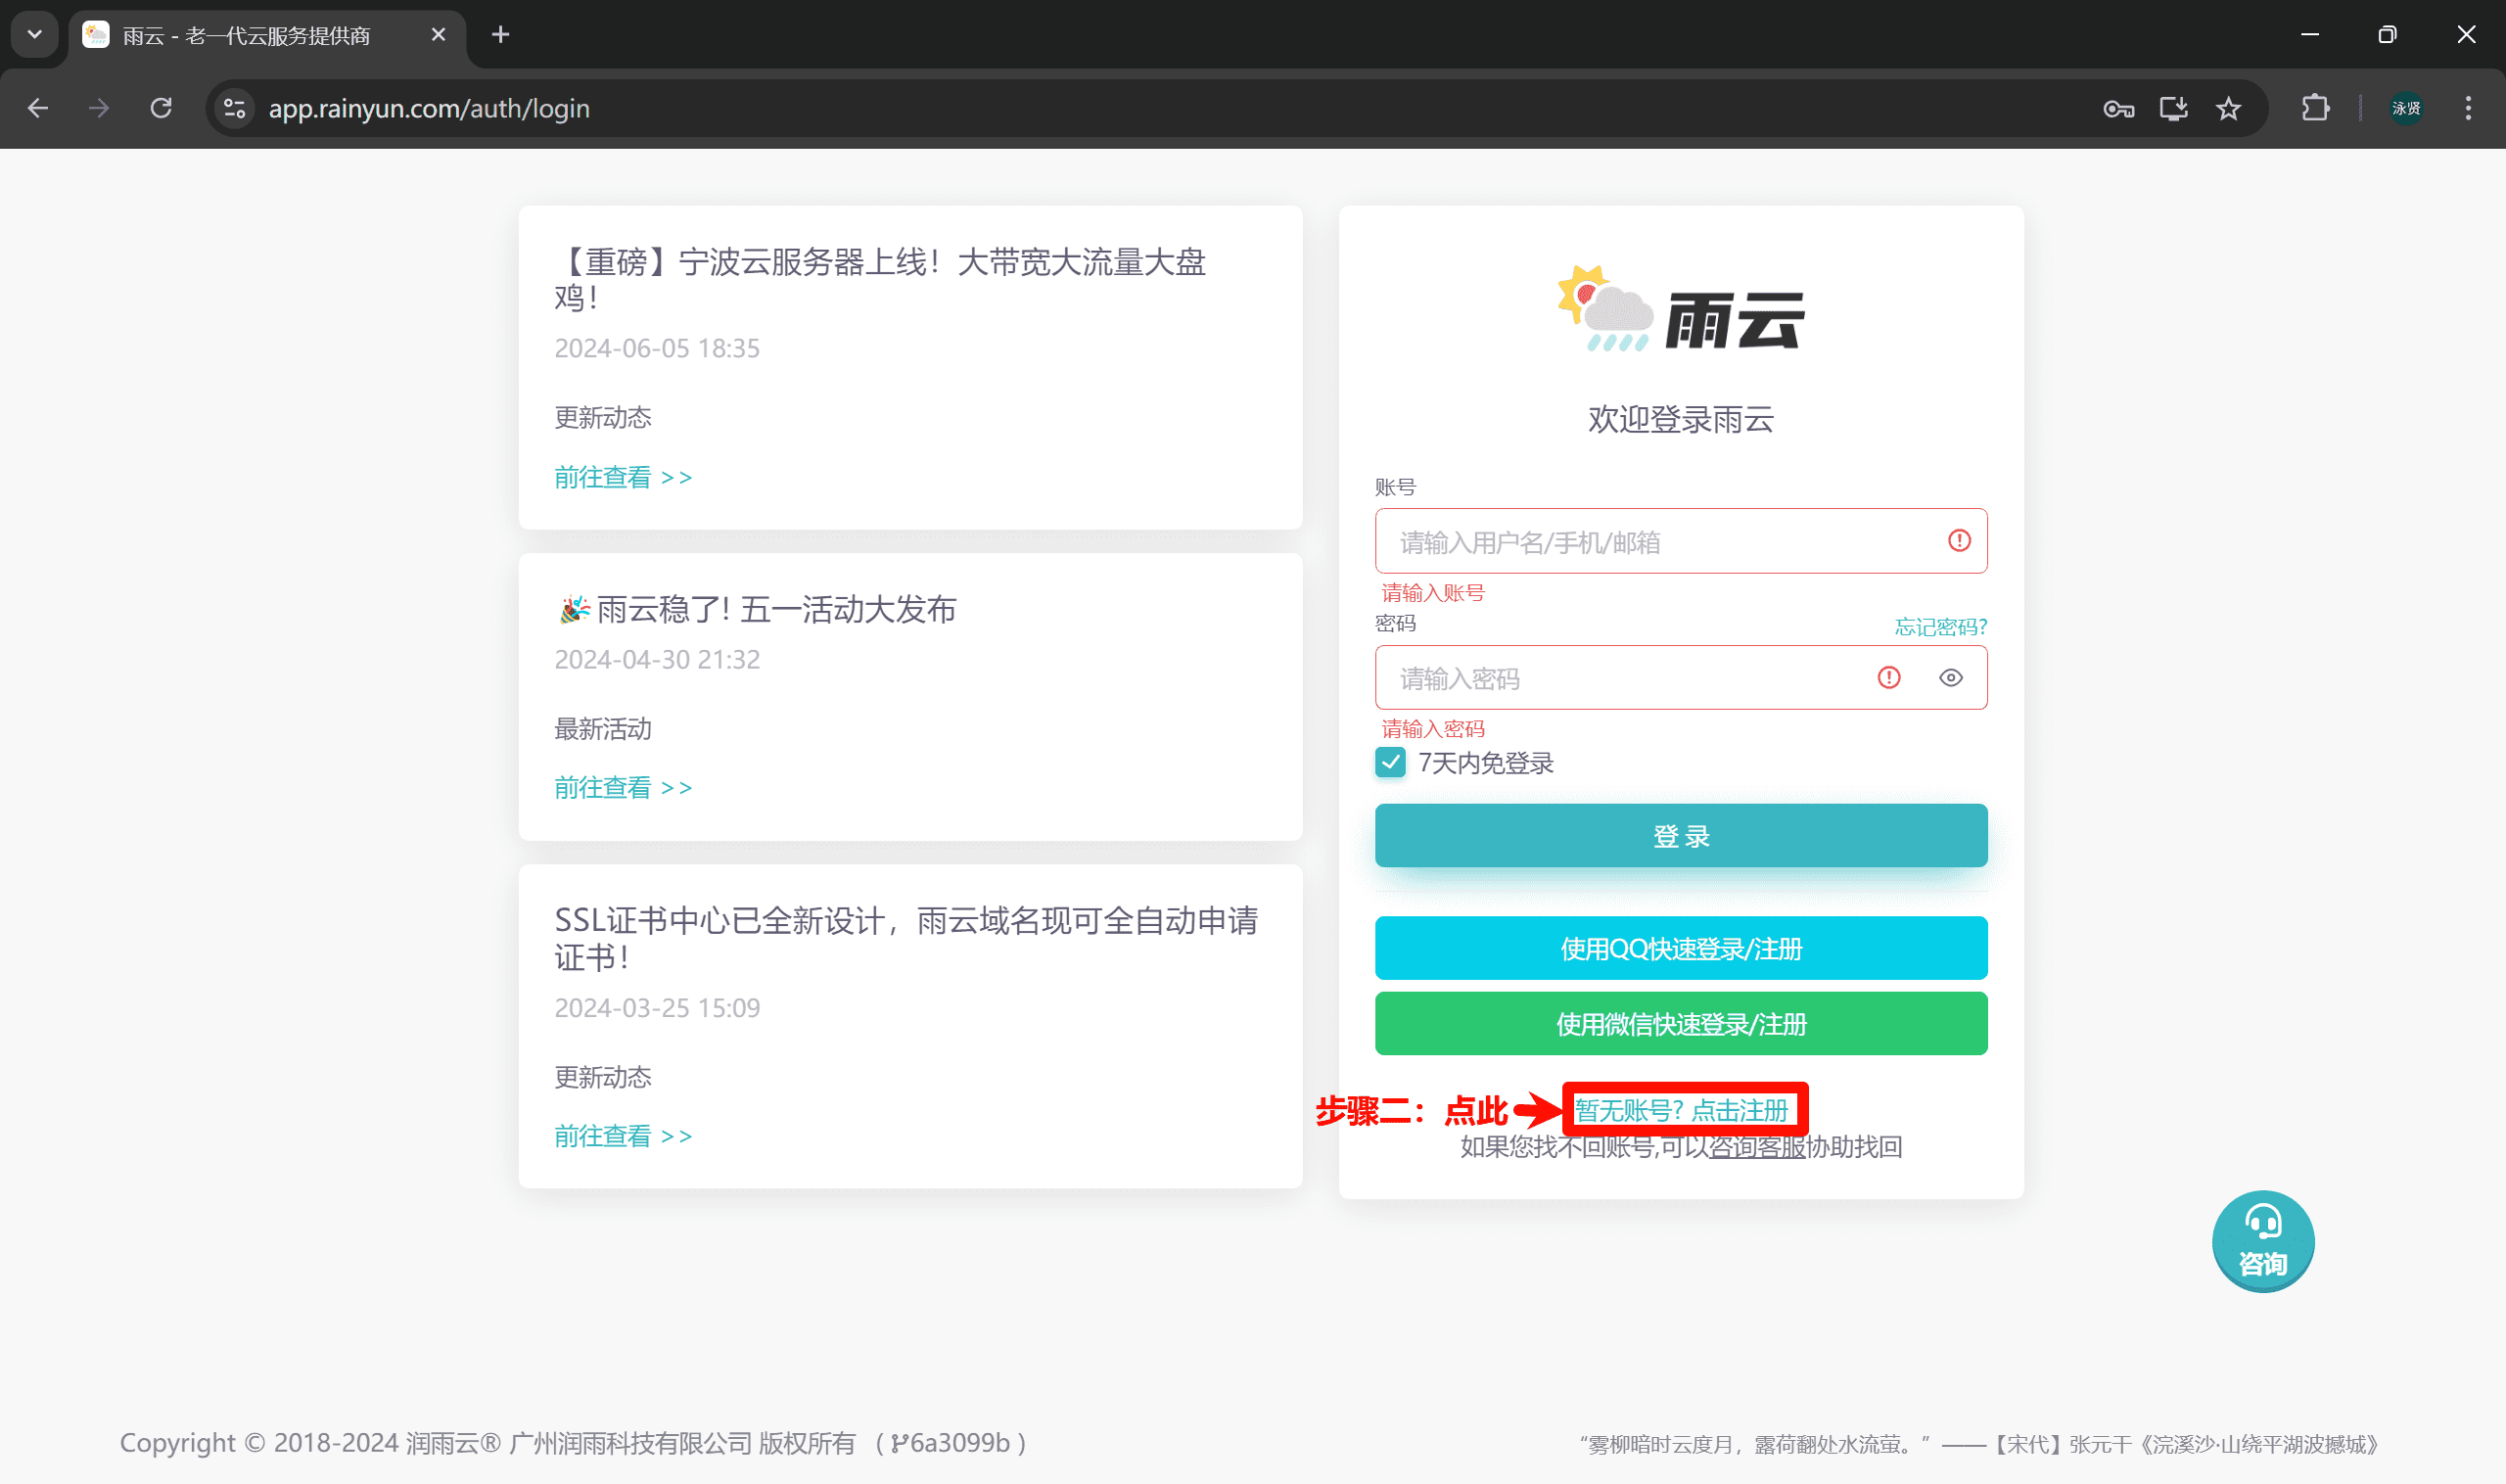 雨云 - 老一代云服务提供商
app.rainyun.com/auth/login
泳贤
【重磅】宁波云服务器上线！大带宽大流量大盘
鸡！
2024-06-05 18:35
更新动态
前往查看 >>
🎉雨云稳了! 五一活动大发布
2024-04-30 21:32
最新活动
前往查看 >>
SSL证书中心已全新设计，雨云域名现可全自动申请
证书！
2024-03-25 15:09
更新动态
前往查看 >>
雨云
欢迎登录雨云
账号
请输入用户名/手机/邮箱
请输入账号
密码
忘记密码?
请输入密码
请输入密码
7天内免登录
登 录
使用QQ快速登录/注册
使用微信快速登录/注册
步骤二：点此
暂无账号? 点击注册
如果您找不回账号,可以咨询客服协助找回
咨询
Copyright © 2018-2024 润雨云® 广州润雨科技有限公司 版权所有 ( 6a3099b )
“雾柳暗时云度月，露荷翻处水流萤。” ——【宋代】张元干《浣溪沙·山绕平湖波撼城》